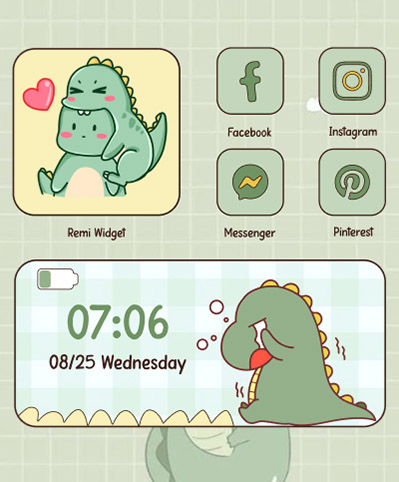 Facebook
Instagram
Remi Widget
Messenger
Pinterest
07:06
08/25 Wednesday